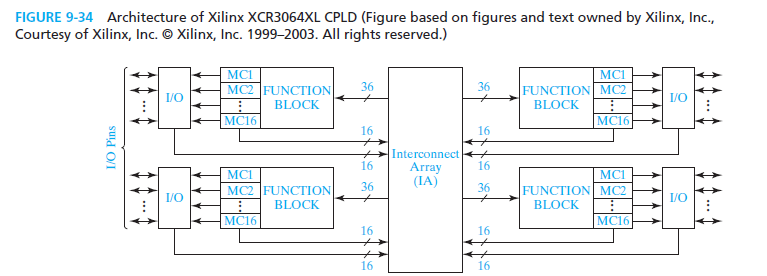 FIGURE 9-34 Architecture of Xilinx XCR3064XL CPLD (Figure based on figures and text owned by Xilinx, Inc.,
Courtesy of Xilinx, Inc. © Xilinx, Inc. 1999–2003. All rights reserved.)
I/O Pins
I/O
MC1
MC2
MC16
FUNCTION
BLOCK
36
16
16
I/O
MC1
MC2
MC16
FUNCTION
BLOCK
36
16
16
Interconnect
Array
(IA)
36
16
16
FUNCTION
BLOCK
MC1
MC2
MC16
I/O
36
16
16
FUNCTION
BLOCK
MC1
MC2
MC16
I/O